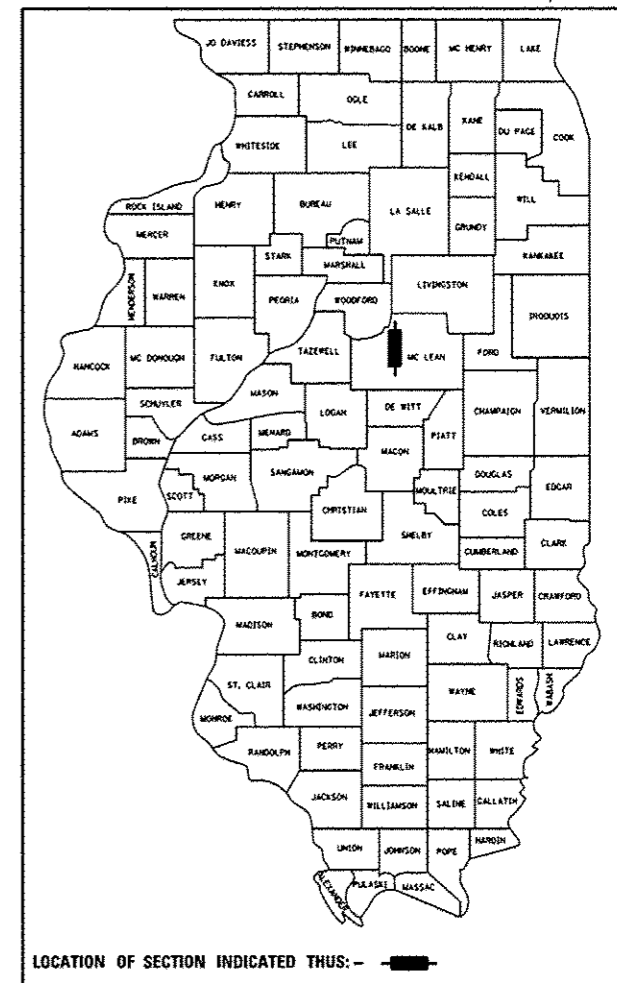 JO DAVIESS STEPHENSON WINNEBAGO BOONE MC HENRY LAKE
CARROLL OGLE DE KALB KANE DU PAGE COOK
WHITESIDE LEE KENDALL WILL
ROCK ISLAND HENRY BUREAU LA SALLE GRUNDY
MERCER PUTNAM KANKAKEE
STARK MARSHALL LIVINGSTON
HENDERSON WARREN KNOX PEORIA WOODFORD IROQUOIS
HANCOCK MC DONOUGH FULTON TAZEWELL MC LEAN FORD
MASON
SCHUYLER LOGAN DE WITT CHAMPAIGN VERMILION
ADAMS BROWN CASS MENARD MACON PIATT
MORGAN SANGAMON DOUGLAS EDGAR
PIKE SCOTT CHRISTIAN MOULTRIE COLES
GREENE MACOUPIN MONTGOMERY SHELBY CUMBERLAND CLARK
CALHOUN JERSEY
FAYETTE EFFINGHAM JASPER CRAWFORD
MADISON BOND
CLAY RICHLAND LAWRENCE
CLINTON MARION
ST. CLAIR WAYNE EDWARDS WABASH
MONROE WASHINGTON JEFFERSON
RANDOLPH PERRY HAMILTON WHITE
FRANKLIN
JACKSON WILLIAMSON SALINE GALLATIN
UNION JOHNSON POPE HARDIN
ALEXANDER PULASKI MASSAC
LOCATION OF SECTION INDICATED THUS: -